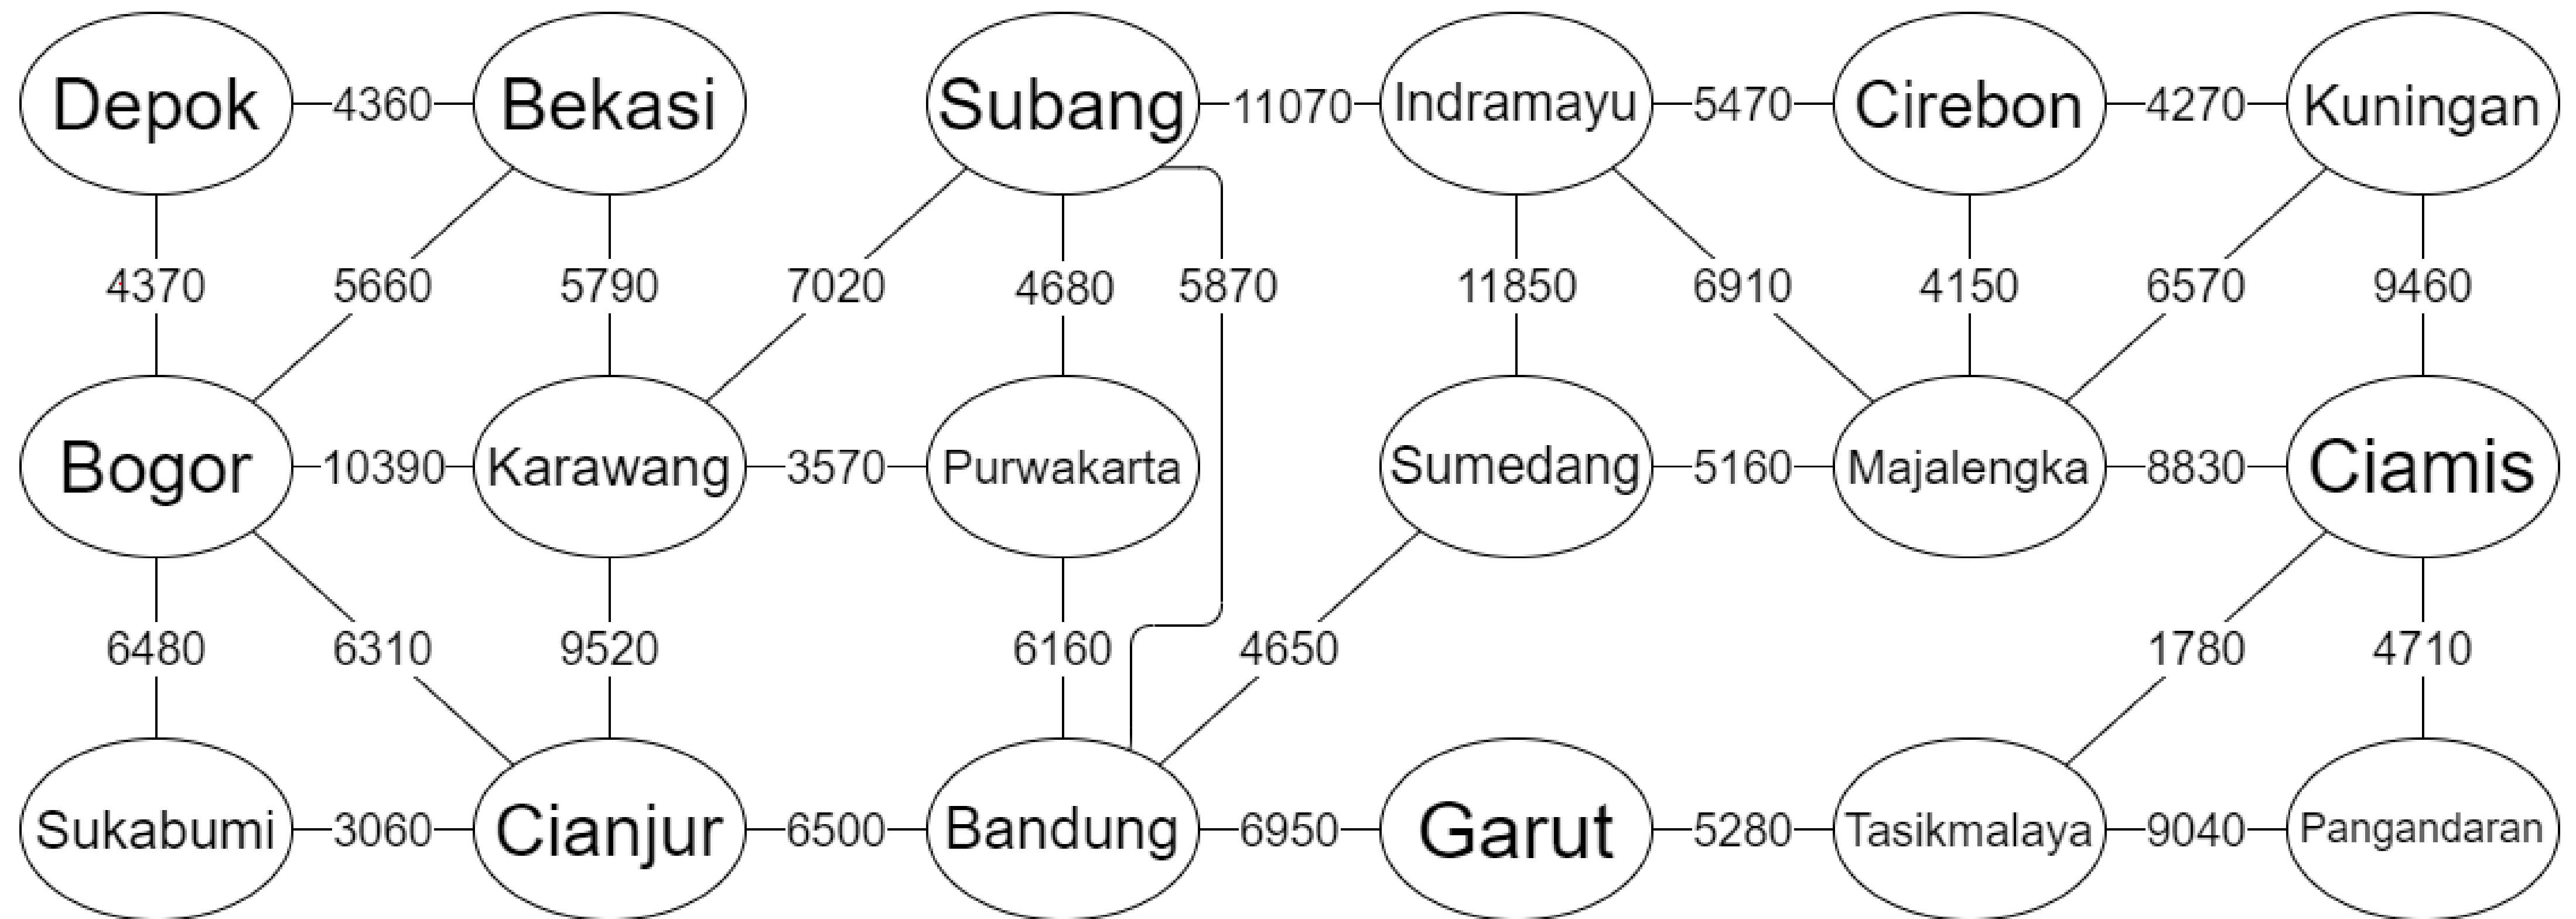 Depok 4360 Bekasi Subang 11070 Indramayu 5470 Cirebon 4270 Kuningan
4370 5660 5790 7020 4680 5870 11850 6910 4150 6570 9460
Bogor 10390 Karawang 3570 Purwakarta Sumedang 5160 Majalengka 8830 Ciamis
6480 6310 9520 6160 4650 1780 4710
Sukabumi 3060 Cianjur 6500 Bandung 6950 Garut 5280 Tasikmalaya 9040 Pangandaran